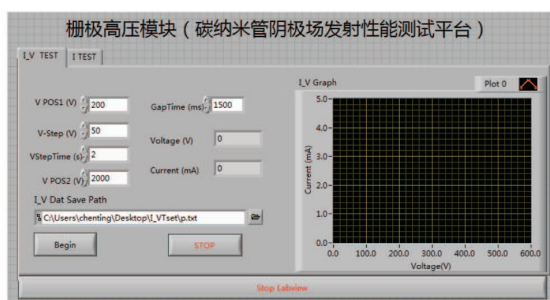 栅极高压模块(碳纳米管阴极场发射性能测试平台)
I_V TEST
I TEST
V POS1 (V)
200
GapTime (ms)
1500
V-Step (V)
50
Voltage (V)
0
VStepTime (s)
2
Current (mA)
0
V POS2 (V)
2000
I_V Dat Save Path
C:\Users\chenting\Desktop\I_VTset\p.txt
Begin
STOP
I_V Graph
Plot 0
Current (mA)
5.0
4.0
3.0
2.0
1.0
0.0
0.0 100.0 200.0 300.0 400.0 500.0 600.0
Voltage(V)
Stop Labview